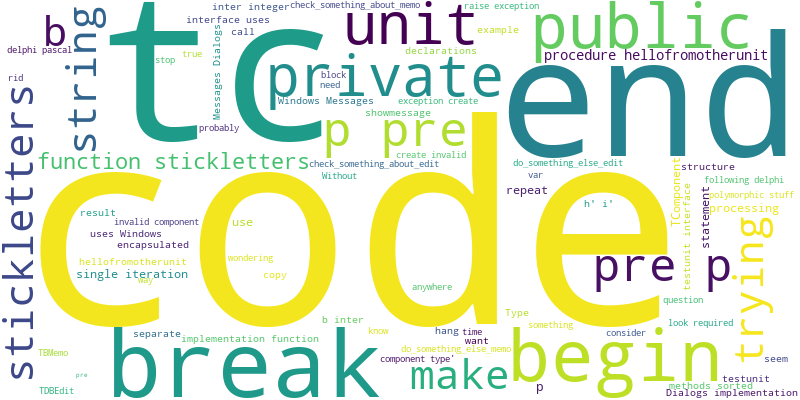 inter integer
check_something_about_memo
raise exception
tc
unit
public
b
string
interface uses
call
example
delphi pascal
Messages Dialogs
declarations
procedure hellofromotherunit
true
stop
private
block
need
end
rid
Windows Messages
exception create
showmessage
probably
p pre
stickletters
function stickletters
create invalid
check_something_about_edit
do_something_else_edit
structure
Without
var
TComponent
following delphi
code
repeat
polymorphic stuff
h' i'
result
use
statement
processing
invalid component
uses Windows
testunit interface
encapsulated
trying
wondering
hellofromotherunit
pre p
single iteration
way
copy
anywhere
question
Type
b inter
look required
something
separate
implementation function
hang
time
know
want
consider
begin
break
TBMemo
do_something_else_memo
component type'
seem
make
pre
testunit
p
methods sorted
TDBEdit
Dialogs implementation